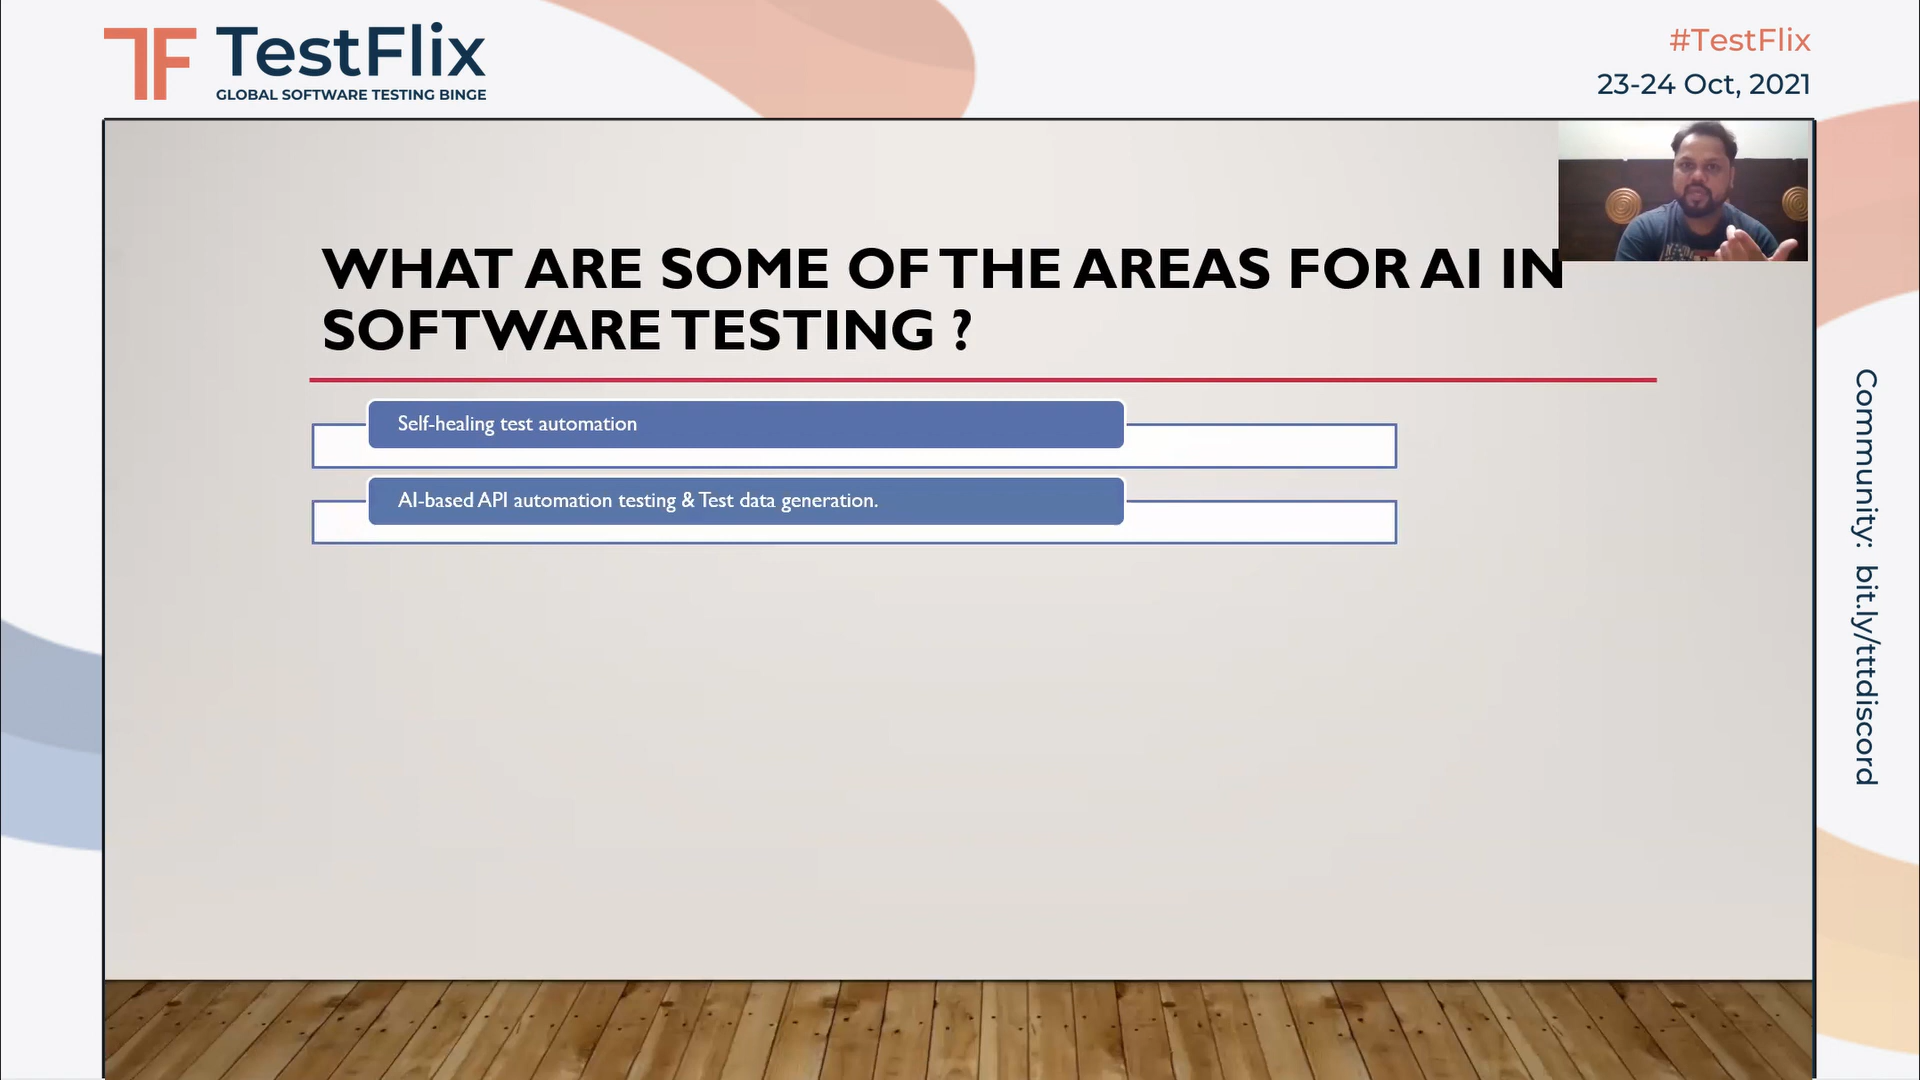 TF TestFlix
GLOBAL SOFTWARE TESTING BINGE
#TestFlix
23-24 Oct, 2021
WHAT ARE SOME OF THE AREAS FOR AI IN
SOFTWARE TESTING ?
Self-healing test automation
AI-based API automation testing & Test data generation.
Community: bit.ly/tttdiscord